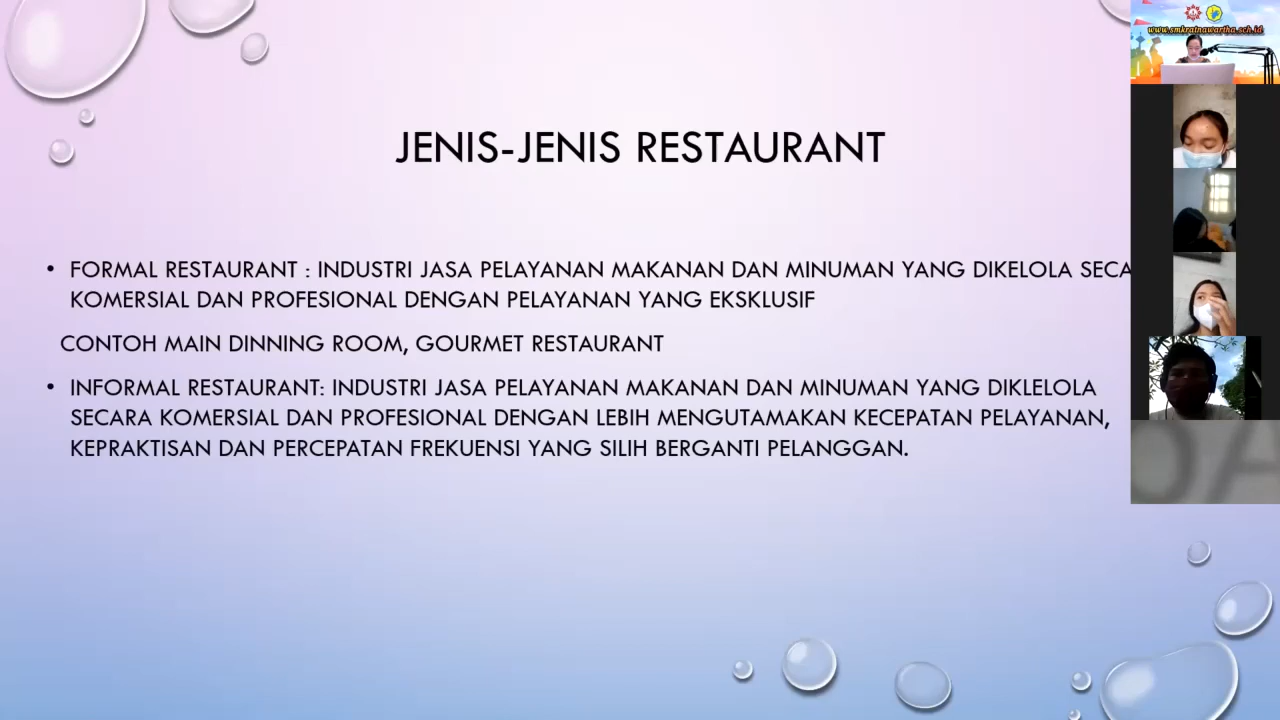 JENIS-JENIS RESTAURANT
• FORMAL RESTAURANT : INDUSTRI JASA PELAYANAN MAKANAN DAN MINUMAN YANG DIKELOLA SECA
KOMERSIAL DAN PROFESIONAL DENGAN PELAYANAN YANG EKSKLUSIF
CONTOH MAIN DINNING ROOM, GOURMET RESTAURANT
• INFORMAL RESTAURANT: INDUSTRI JASA PELAYANAN MAKANAN DAN MINUMAN YANG DIKLELOLA
SECARA KOMERSIAL DAN PROFESIONAL DENGAN LEBIH MENGUTAMAKAN KECEPATAN PELAYANAN,
KEPRAKTISAN DAN PERCEPATAN FREKUENSI YANG SILIH BERGANTI PELANGGAN.
www.smkratnawartha.sch.id